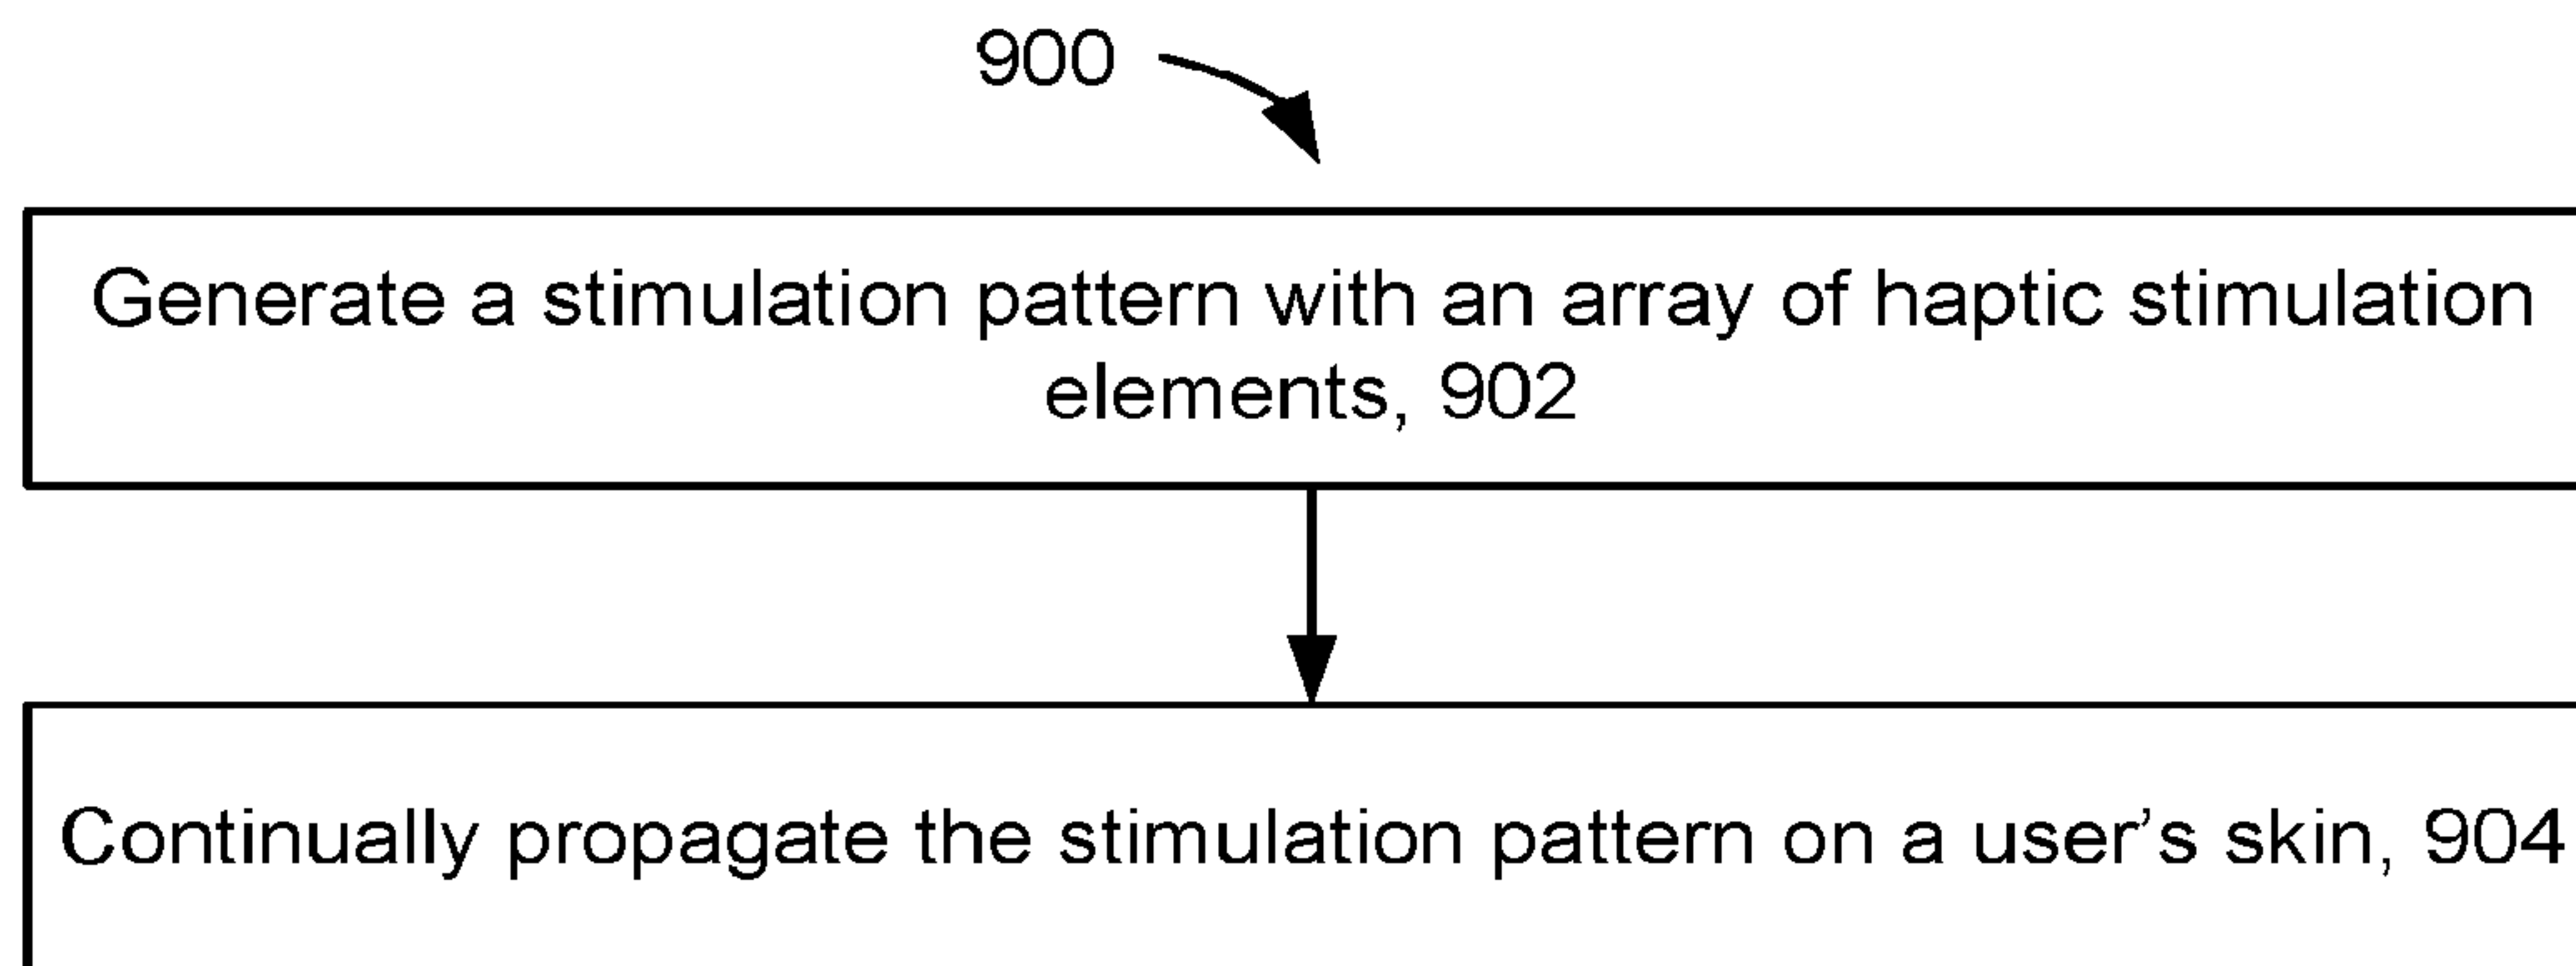 900
Generate a stimulation pattern with an array of haptic stimulation
elements, 902
Continually propagate the stimulation pattern on a user’s skin, 904